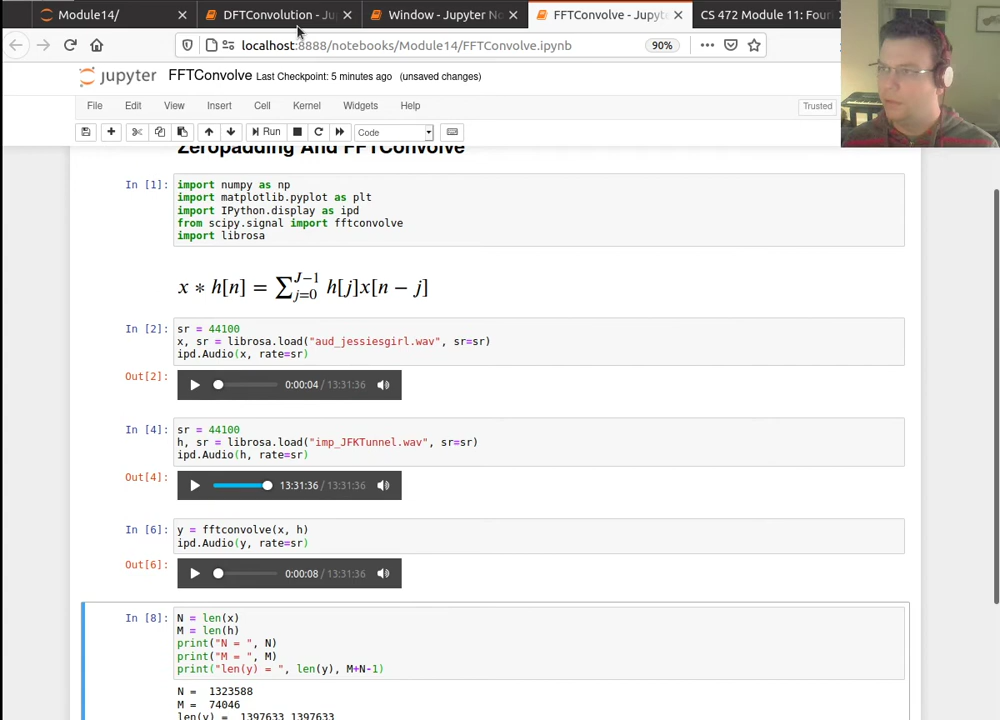 Module14/
DFTConvolution - Ju
Window - Jupyter No
FFTConvolve - Jupyte
CS 472 Module 11: Four
localhost:8888/notebooks/Module14/FFTConvolve.ipynb
90%
jupyter FFTConvolve Last Checkpoint: 5 minutes ago (unsaved changes)
File Edit View Insert Cell Kernel Widgets Help
Trusted
Run
Code
Zeropadding And FFTConvolve
In [1]: import numpy as np
import matplotlib.pyplot as plt
import IPython.display as ipd
from scipy.signal import fftconvolve
import librosa
x ∗ h[n] = ∑_{j=0}^{J−1} h[j]x[n − j]
In [2]: sr = 44100
x, sr = librosa.load("aud_jessiesgirl.wav", sr=sr)
ipd.Audio(x, rate=sr)
Out[2]: 0:00:04 / 13:31:36
In [4]: sr = 44100
h, sr = librosa.load("imp_JFKTunnel.wav", sr=sr)
ipd.Audio(h, rate=sr)
Out[4]: 13:31:36 / 13:31:36
In [6]: y = fftconvolve(x, h)
ipd.Audio(y, rate=sr)
Out[6]: 0:00:08 / 13:31:36
In [8]: N = len(x)
M = len(h)
print("N = ", N)
print("M = ", M)
print("len(y) = ", len(y), M+N-1)
N =  1323588
M =  74046
len(y) =  1397633 1397633